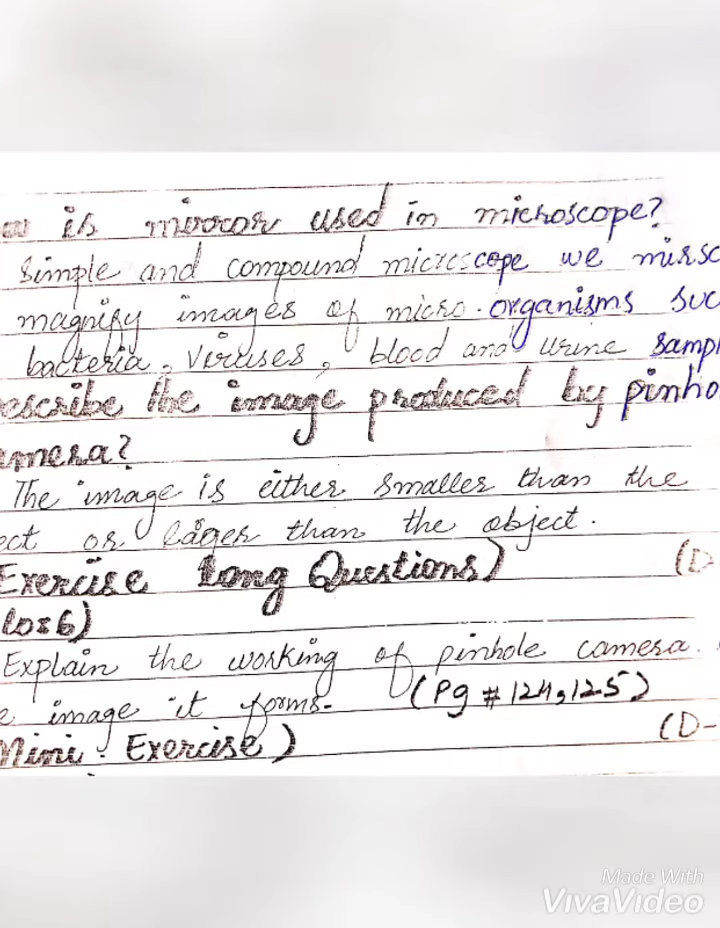 is mirror used in microscope?
Simple and compound microscope we mirsc
magnify images of micro-organisms suc
bacteria, Viruses, blood and urine sampl
escribe the image produced by pinho
amera?
The image is either smaller than the
ect or lager than the object.
Exercise Long Questions)
(D-
Explain the working of pinhole camera.
e image it forms. (Pg # 124,125)
Mini Exercise)
(D-
Made With
VivaVideo